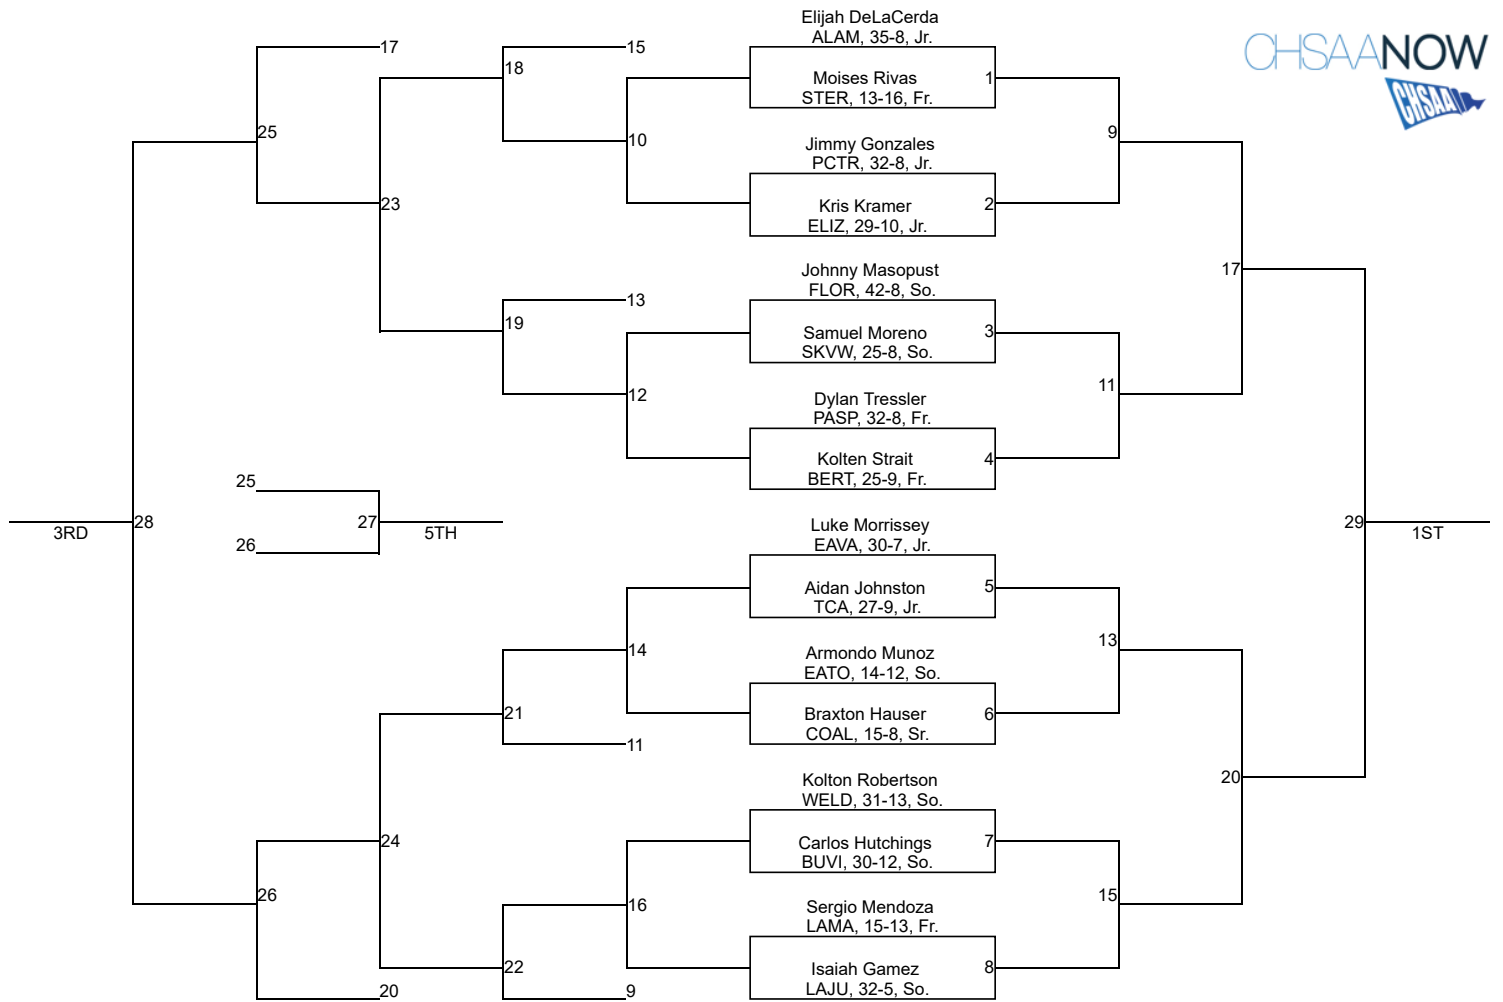 Elijah DeLaCerda
ALAM, 35-8, Jr.
17
15
CHSAANOW
CHSAA
18
Moises Rivas
1
STER, 13-16, Fr.
25
10
9
Jimmy Gonzales
PCTR, 32-8, Jr.
23
Kris Kramer
2
ELIZ, 29-10, Jr.
Johnny Masopust
17
FLOR, 42-8, So.
13
19
Samuel Moreno
3
SKVW, 25-8, So.
12
11
Dylan Tressler
PASP, 32-8, Fr.
Kolten Strait
4
BERT, 25-9, Fr.
25
28
27
29
3RD
5TH
1ST
26
Luke Morrissey
EAVA, 30-7, Jr.
Aidan Johnston
5
TCA, 27-9, Jr.
14
13
Armondo Munoz
EATO, 14-12, So.
21
Braxton Hauser
6
COAL, 15-8, Sr.
11
Kolton Robertson
20
WELD, 31-13, So.
24
Carlos Hutchings
7
BUVI, 30-12, So.
26
16
15
Sergio Mendoza
LAMA, 15-13, Fr.
22
Isaiah Gamez
8
LAJU, 32-5, So.
20
9